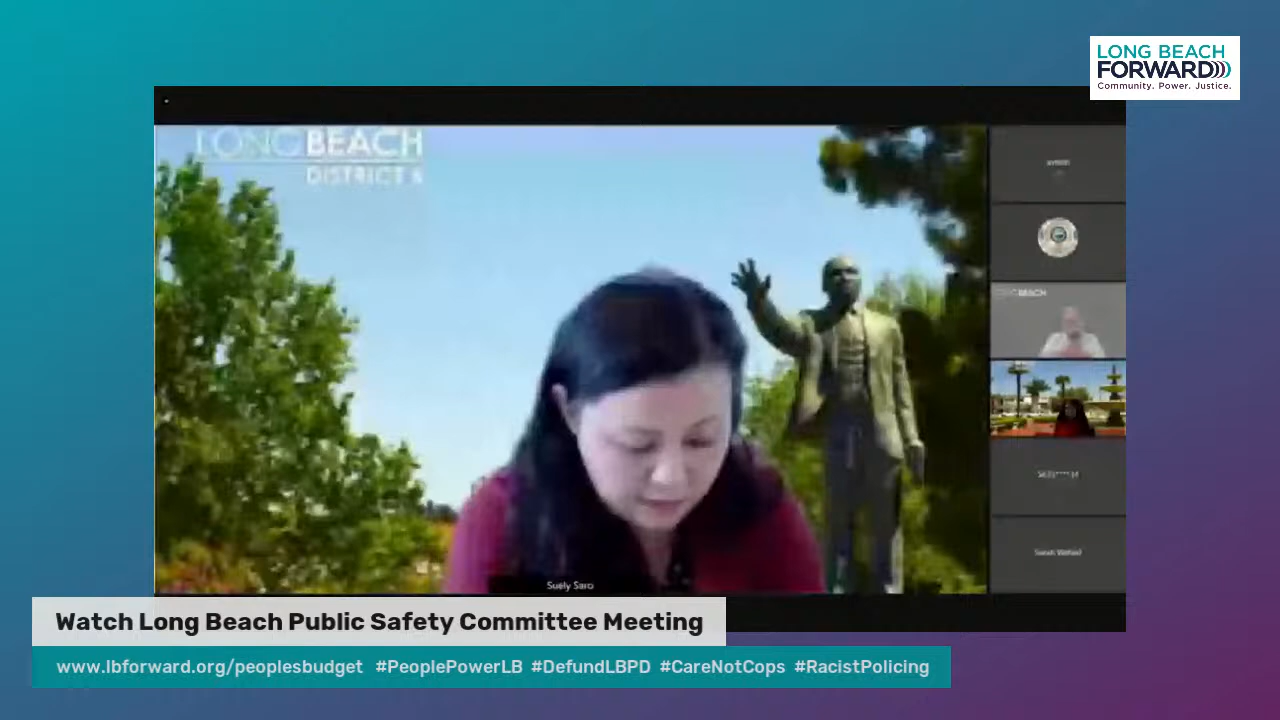 LONG BEACH
FORWARD
Community. Power. Justice.
LONGBEACH
DISTRICT 6
BEACH
Suely Saro
Watch Long Beach Public Safety Committee Meeting
www.lbforward.org/peoplesbudget #PeoplePowerLB #DefundLBPD #CareNotCops #RacistPolicing